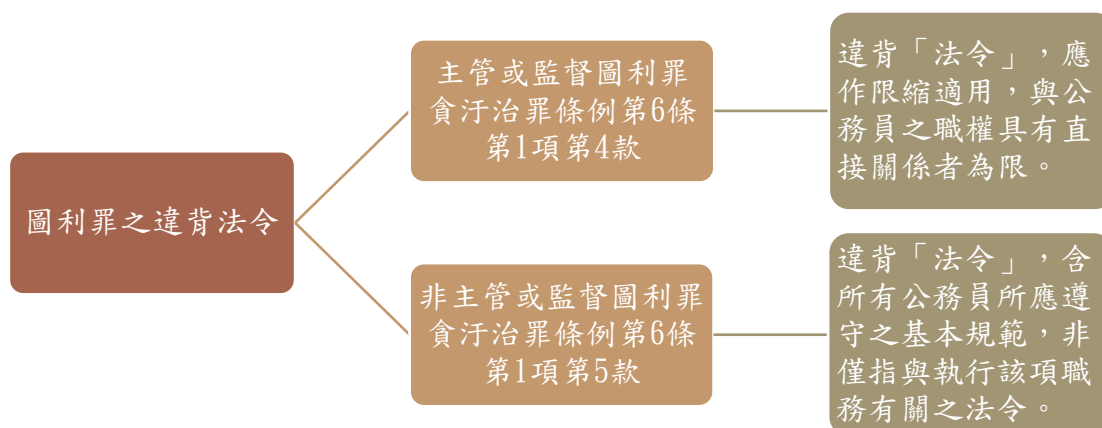 圖利罪之違背法令
主管或監督圖利罪
貪汙治罪條例第6條
第1項第4款
違背「法令」，應
作限縮適用，與公
務員之職權具有直
接關係者為限。
非主管或監督圖利罪
貪汙治罪條例第6條
第1項第5款
違背「法令」，含
所有公務員所應遵
守之基本規範，非
僅指與執行該項職
務有關之法令。